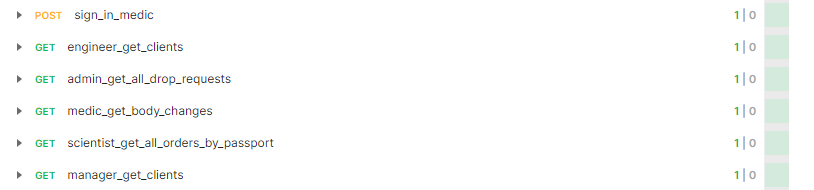 POST sign_in_medic 1 | 0
GET engineer_get_clients 1 | 0
GET admin_get_all_drop_requests 1 | 0
GET medic_get_body_changes 1 | 0
GET scientist_get_all_orders_by_passport 1 | 0
GET manager_get_clients 1 | 0